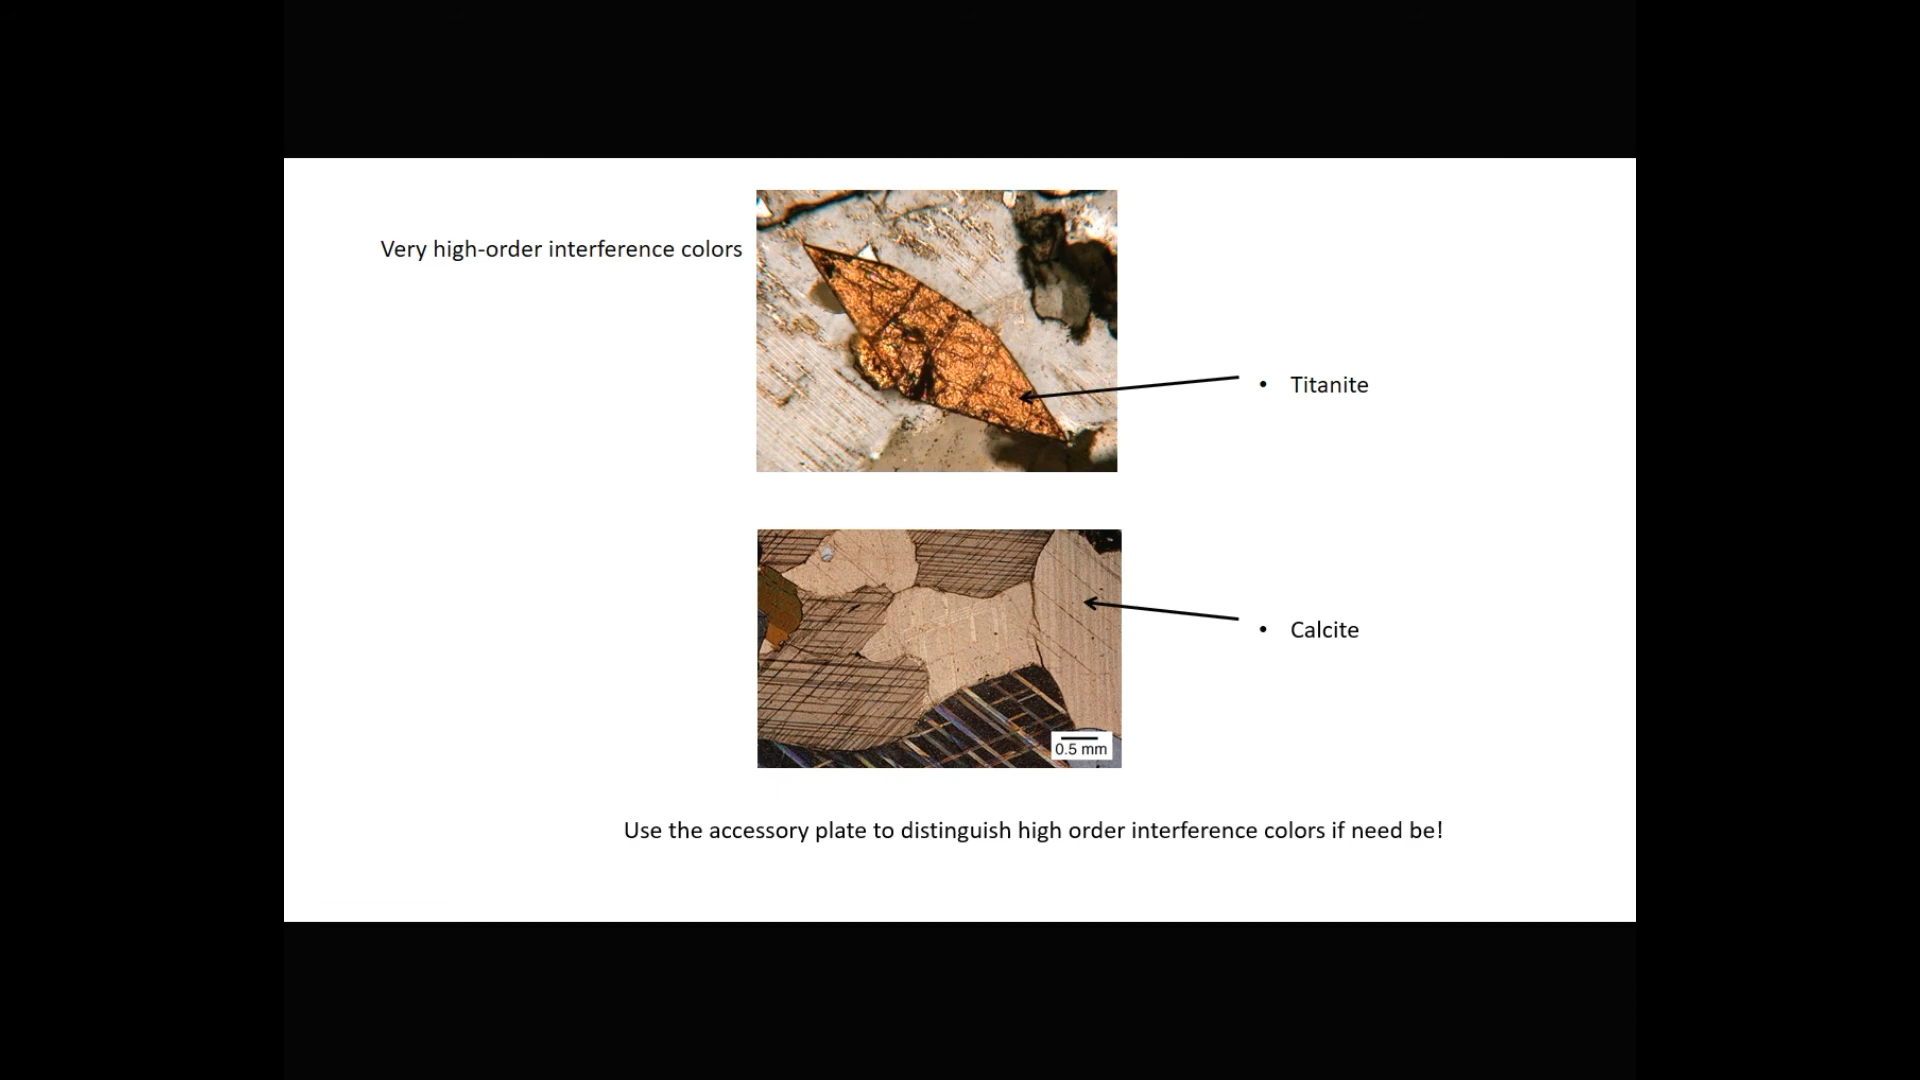 Very high-order interference colors
• Titanite
• Calcite
0.5 mm
Use the accessory plate to distinguish high order interference colors if need be!